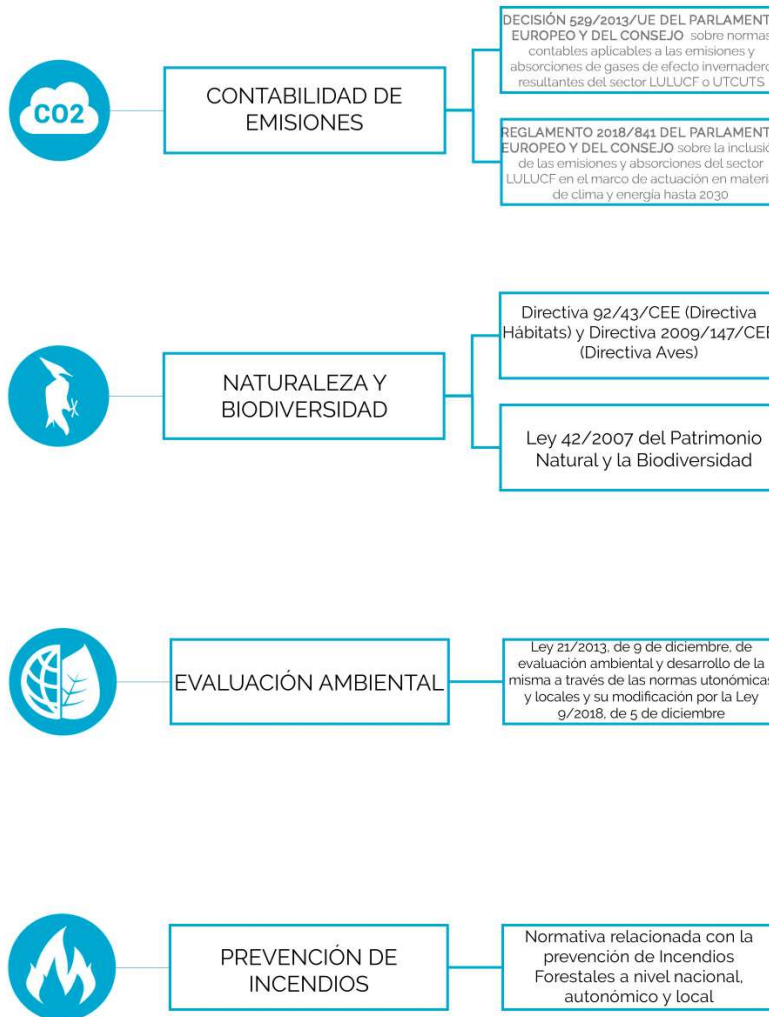 CO2
CONTABILIDAD DE
EMISIONES
DECISIÓN 529/2013/UE DEL PARLAMENT
EUROPEO Y DEL CONSEJO sobre norma
contables aplicables a las emisiones y
absorciones de gases de efecto invernader
resultantes del sector LULUCF o UTCUTS
REGLAMENTO 2018/841 DEL PARLAMENT
EUROPEO Y DEL CONSEJO sobre la inclusi
de las emisiones y absorciones del sector
LULUCF en el marco de actuación en materi
de clima y energía hasta 2030
NATURALEZA Y
BIODIVERSIDAD
Directiva 92/43/CEE (Directiva
Hábitats) y Directiva 2009/147/CE
(Directiva Aves)
Ley 42/2007 del Patrimonio
Natural y la Biodiversidad
EVALUACIÓN AMBIENTAL
Ley 21/2013, de 9 de diciembre, de
evaluación ambiental y desarrollo de la
misma a través de las normas utonómicas
y locales y su modificación por la Ley
9/2018, de 5 de diciembre
PREVENCIÓN DE
INCENDIOS
Normativa relacionada con la
prevención de Incendios
Forestales a nivel nacional,
autonómico y local